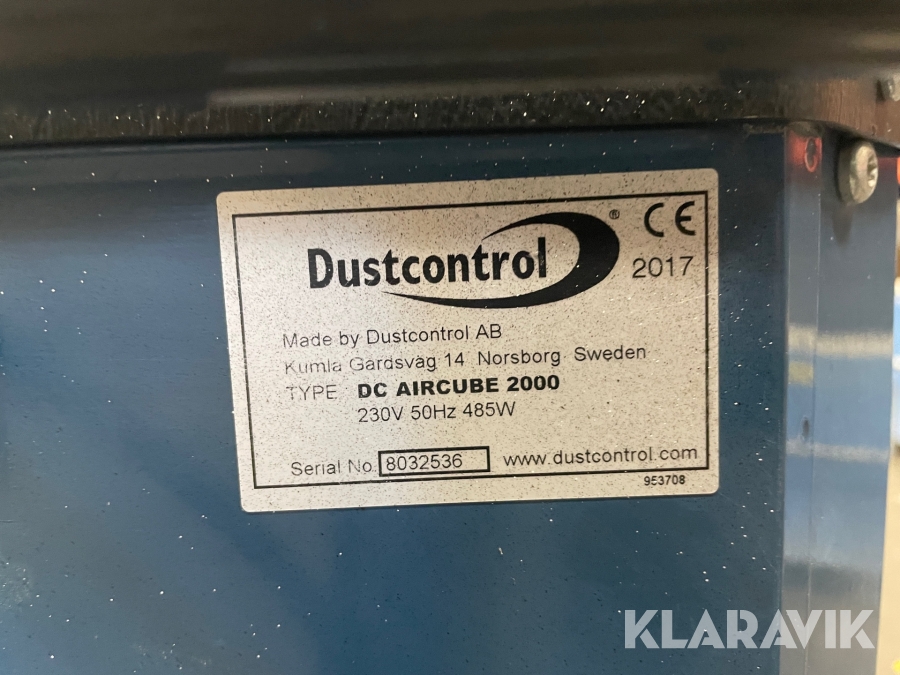 Dustcontrol ®
CE
2017
Made by Dustcontrol AB
Kumla Gardsvag 14 Norsborg Sweden
TYPE DC AIRCUBE 2000
230V 50Hz 485W
Serial No. 8032536 www.dustcontrol.com
953708
KLARAVIK